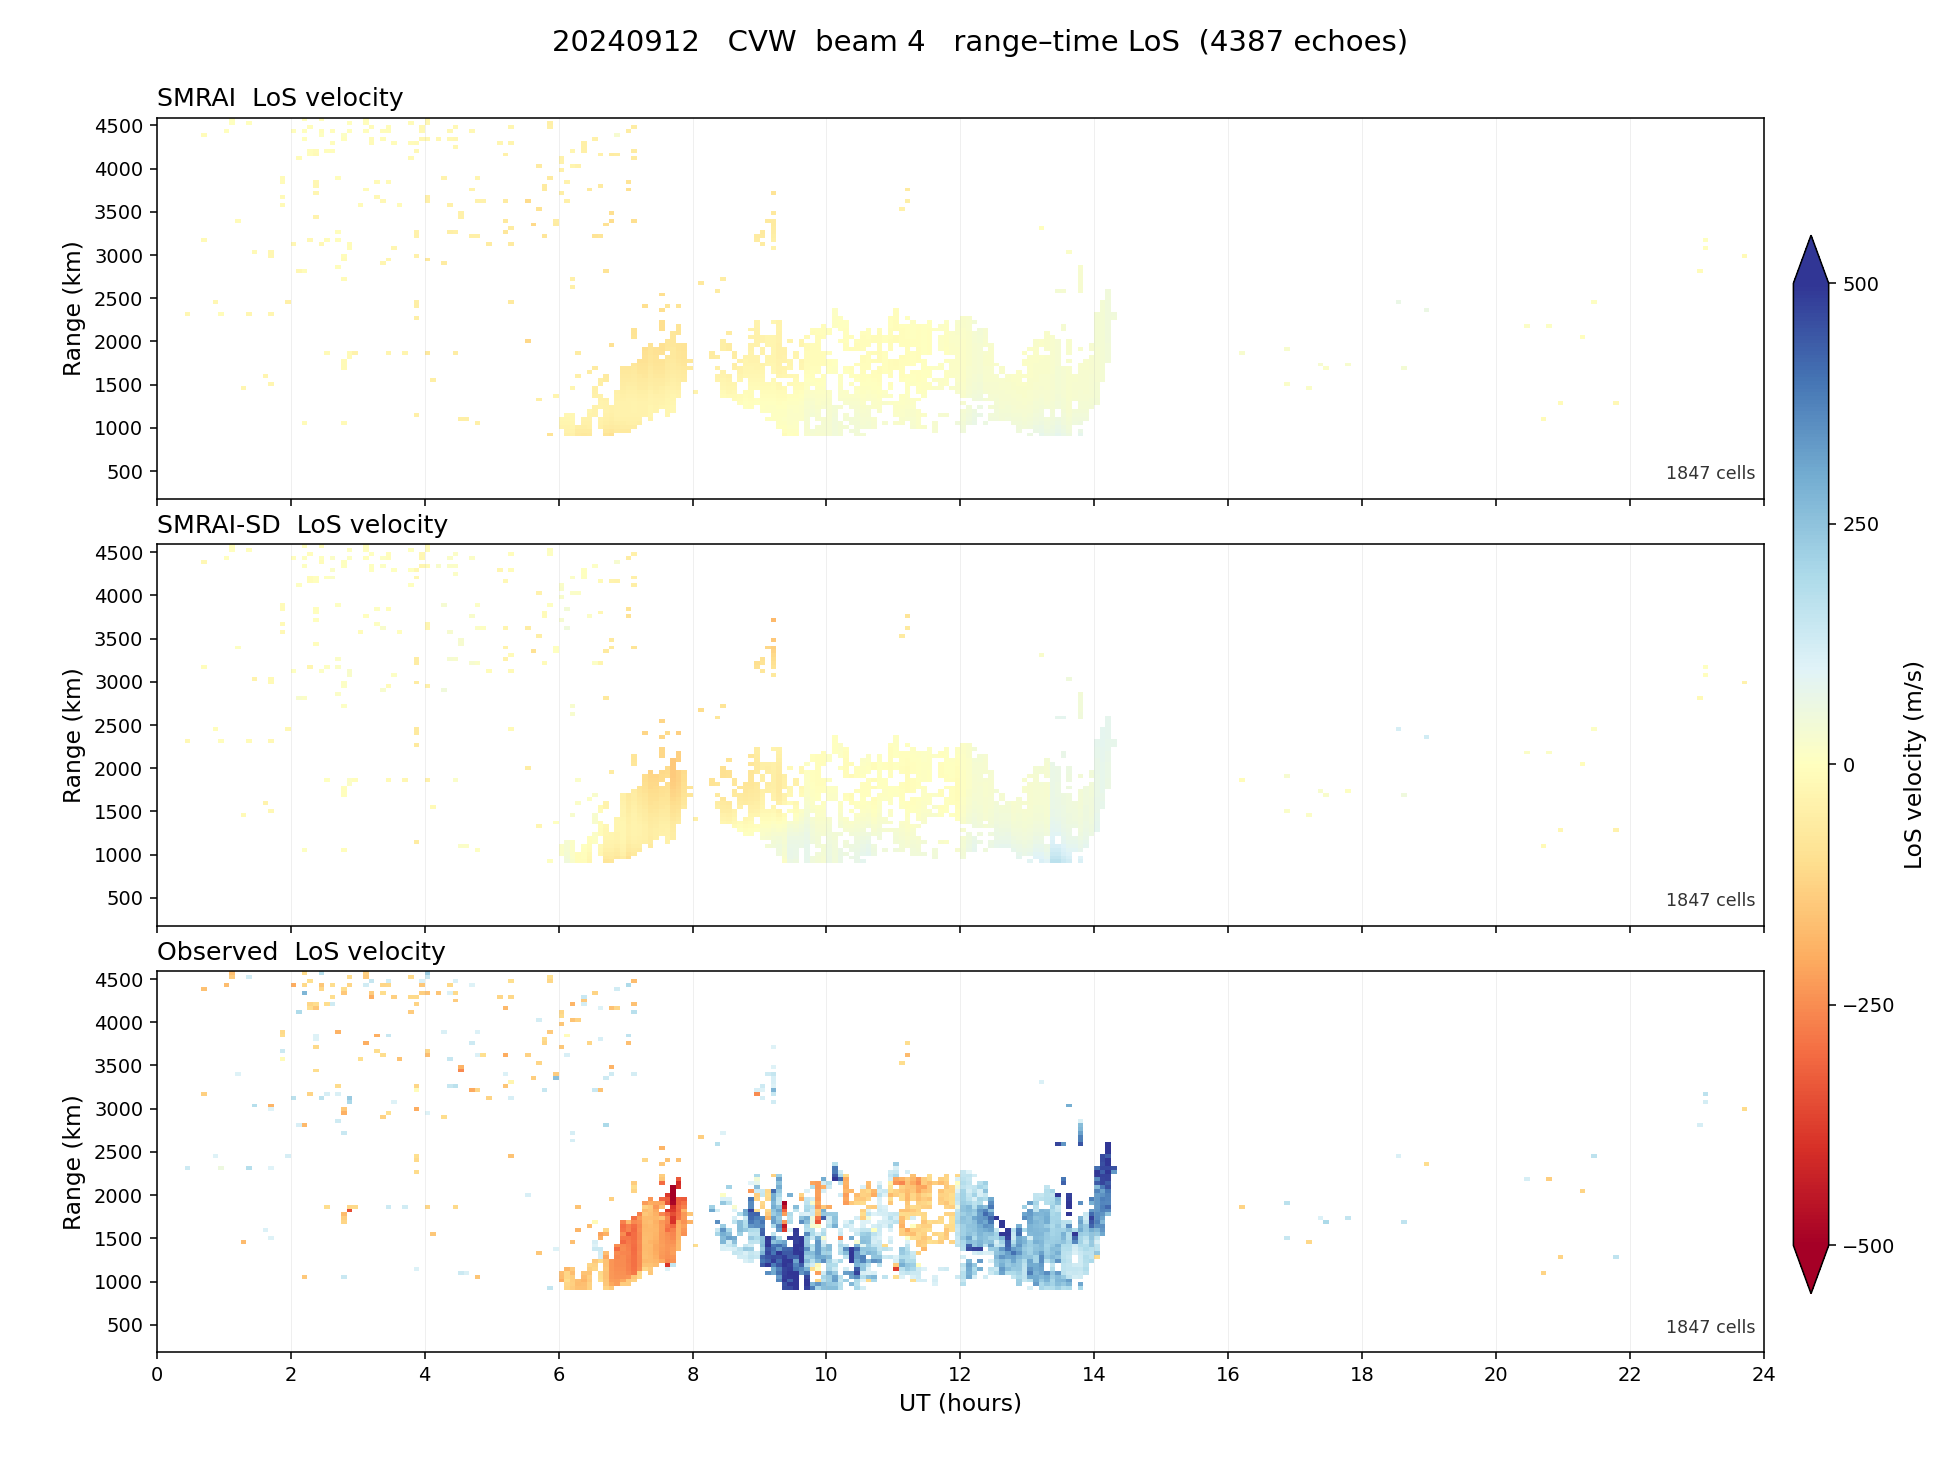 20240912   CVW  beam 4   range–time LoS  (4387 echoes)
SMRAI  LoS velocity
4500
4000
3500
3000
2500
2000
1500
1000
500
Range (km)
1847 cells
SMRAI-SD  LoS velocity
4500
4000
3500
3000
2500
2000
1500
1000
500
Range (km)
1847 cells
Observed  LoS velocity
4500
4000
3500
3000
2500
2000
1500
1000
500
Range (km)
1847 cells
0 2 4 6 8 10 12 14 16 18 20 22 24
UT (hours)
500
250
0
−250
−500
LoS velocity (m/s)